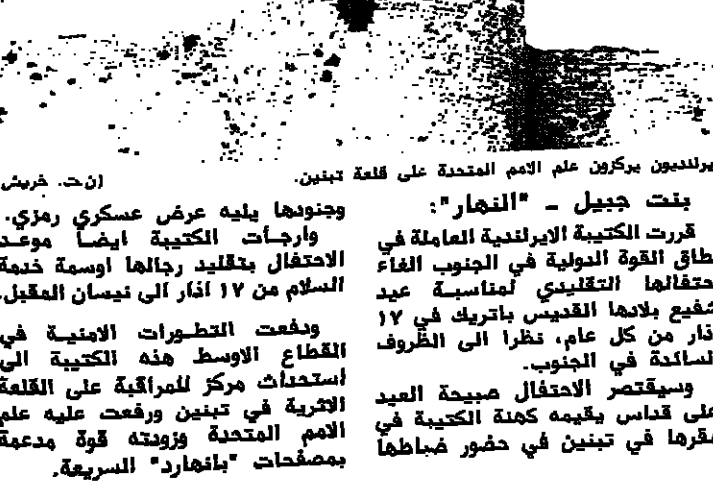 يرلنديون يركزون علم الامم المتحدة على قلعة تبنين.
(ن.ت. خريش
بنت جبيل – "النهار":
قررت الكتيبة الايرلندية العاملة في
طاق القوة الدولية في الجنوب الغاء
حتفالها التقليدي لمناسبة عيد
شفيع بلادها القديس باتريك في ١٧
ذار من كل عام، نظرا الى الظروف
لسائدة في الجنوب.
وسيقتصر الاحتفال صبيحة العيد
على قداس يقيمه كهنة الكتيبة في
مقرها في تبنين في حضور ضباطها
وجنودها يليه عرض عسكري رمزي.
وارجأت الكتيبة ايضاً موعد
الاحتفال بتقليد رجالها اوسمة خدمة
السلام من ١٧ اذار الى نيسان المقبل.
ودفعت التطورات الامنية في
القطاع الاوسط هذه الكتيبة الى
استحداث مركز للمراقبة على القلعة
الاثرية في تبنين ورفعت عليه علم
الامم المتحدة وزودته قوة مدعمة
بمصفحات "بانهارد" السريعة.